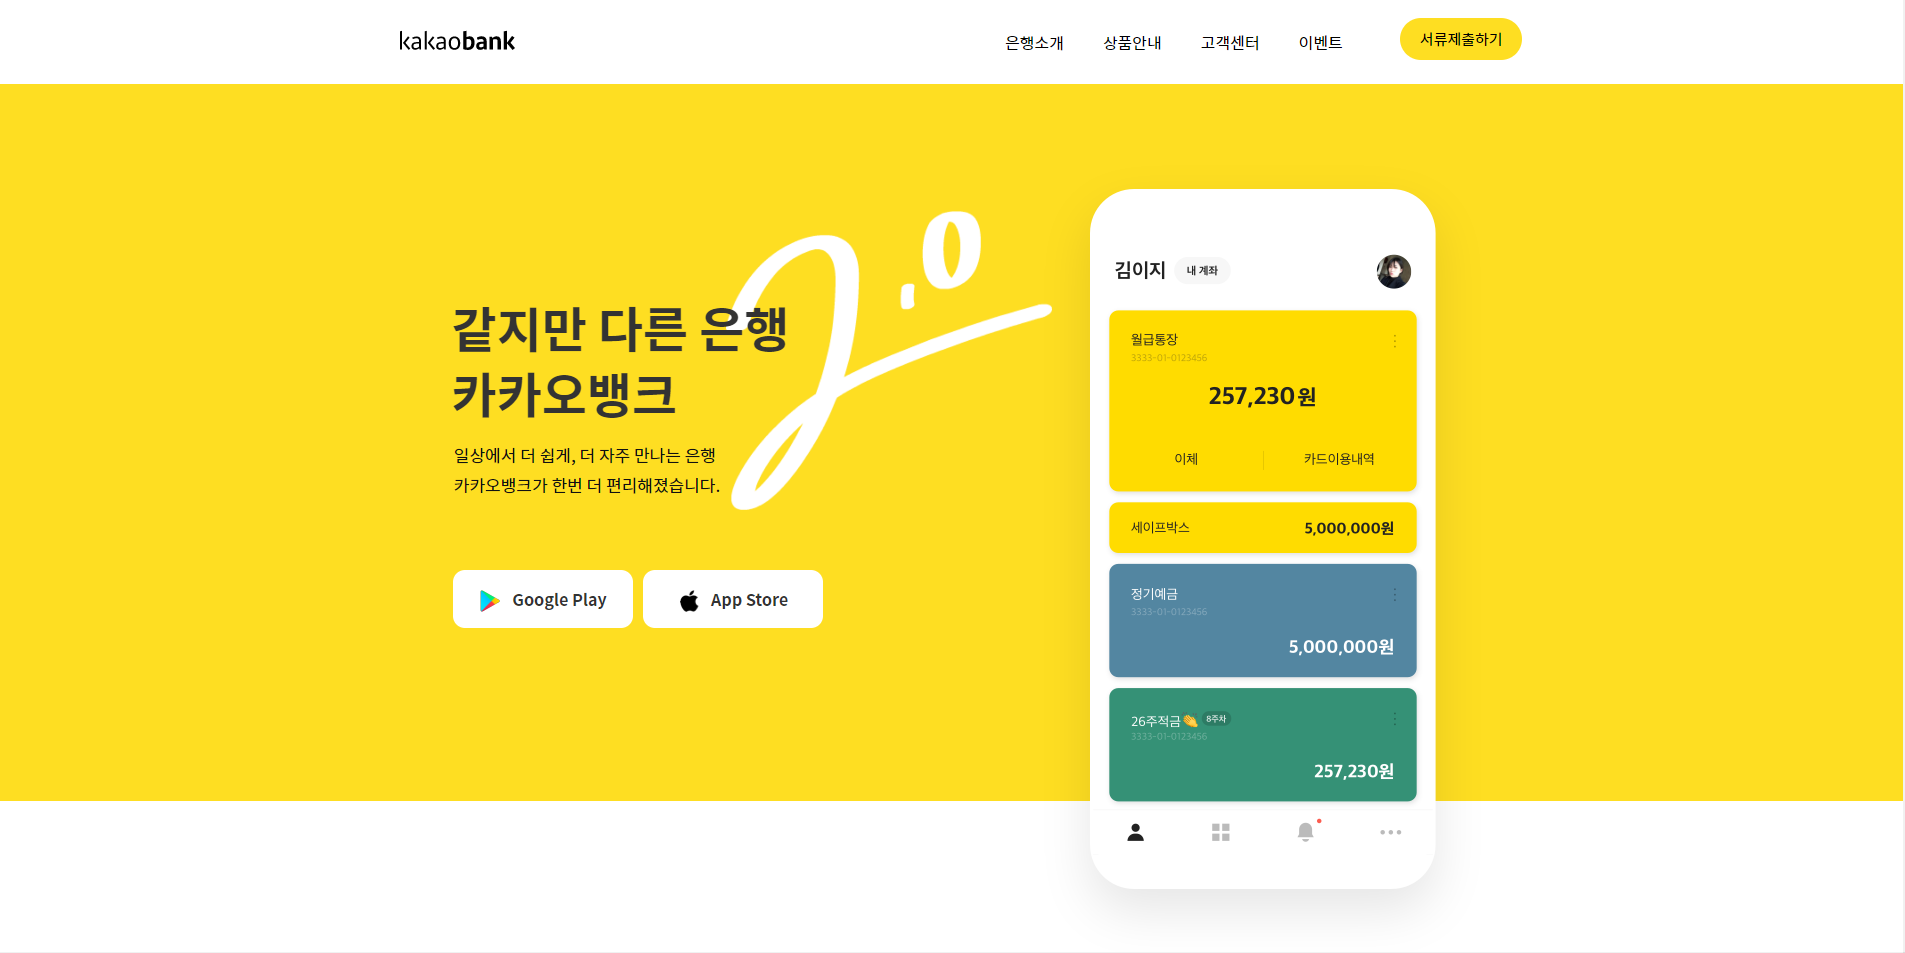 kakaobank
은행소개 상품안내 고객센터 이벤트 서류제출하기
2.0
같지만 다른 은행
카카오뱅크
일상에서 더 쉽게, 더 자주 만나는 은행
카카오뱅크가 한번 더 편리해졌습니다.
Google Play
App Store
김이지 내 계좌
월급통장
3333-01-0123456
257,230 원
이체 카드이용내역
세이프박스 5,000,000원
정기예금
3333-01-0123456
5,000,000원
26주적금 8주차
3333-01-0123456
257,230원